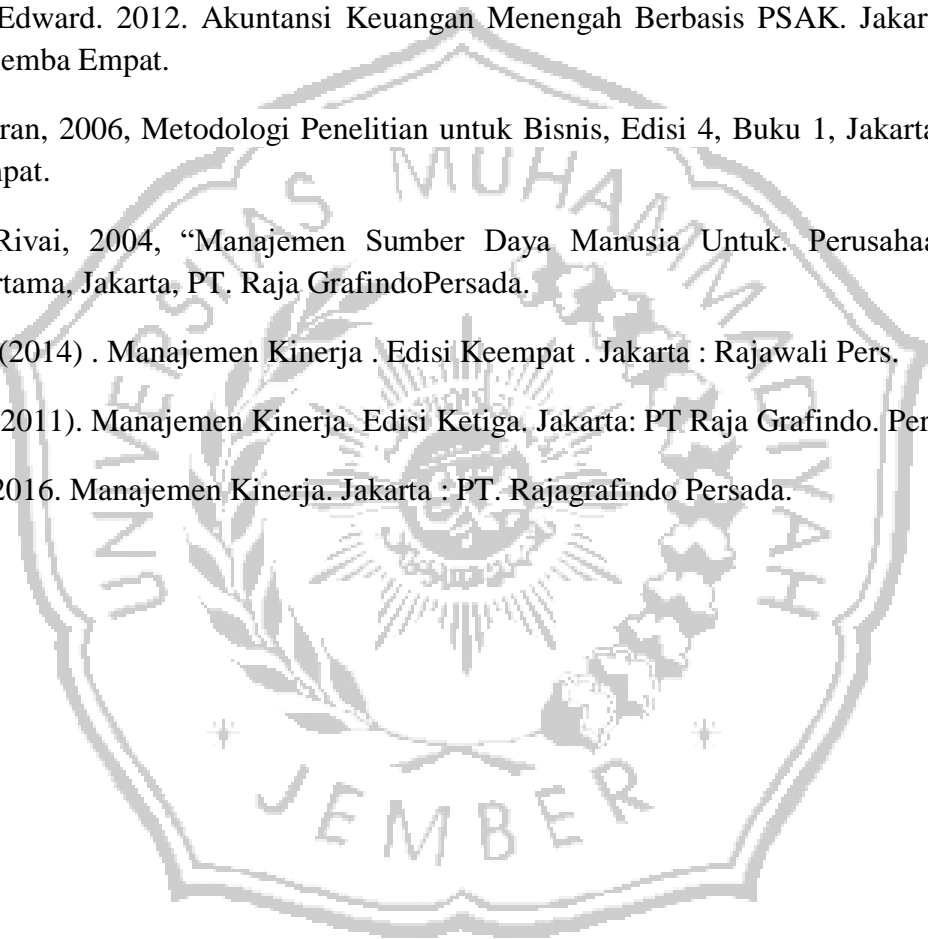 Edward. 2012. Akuntansi Keuangan Menengah Berbasis PSAK. Jakar
emba Empat.
ran, 2006, Metodologi Penelitian untuk Bisnis, Edisi 4, Buku 1, Jakarta
pat.
Rivai, 2004, “Manajemen Sumber Daya Manusia Untuk. Perusahaa
rtama, Jakarta, PT. Raja GrafindoPersada.
(2014) . Manajemen Kinerja . Edisi Keempat . Jakarta : Rajawali Pers.
2011). Manajemen Kinerja. Edisi Ketiga. Jakarta: PT Raja Grafindo. Per
2016. Manajemen Kinerja. Jakarta : PT. Rajagrafindo Persada.
UNIVERSITAS MUHAMMADIYAH
JEMBER